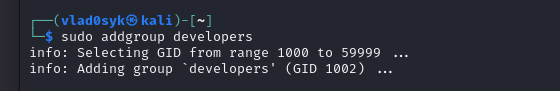 ┌──(vlad0syk㉿kali)-[~]
└─$ sudo addgroup developers
info: Selecting GID from range 1000 to 59999 ...
info: Adding group `developers' (GID 1002) ...